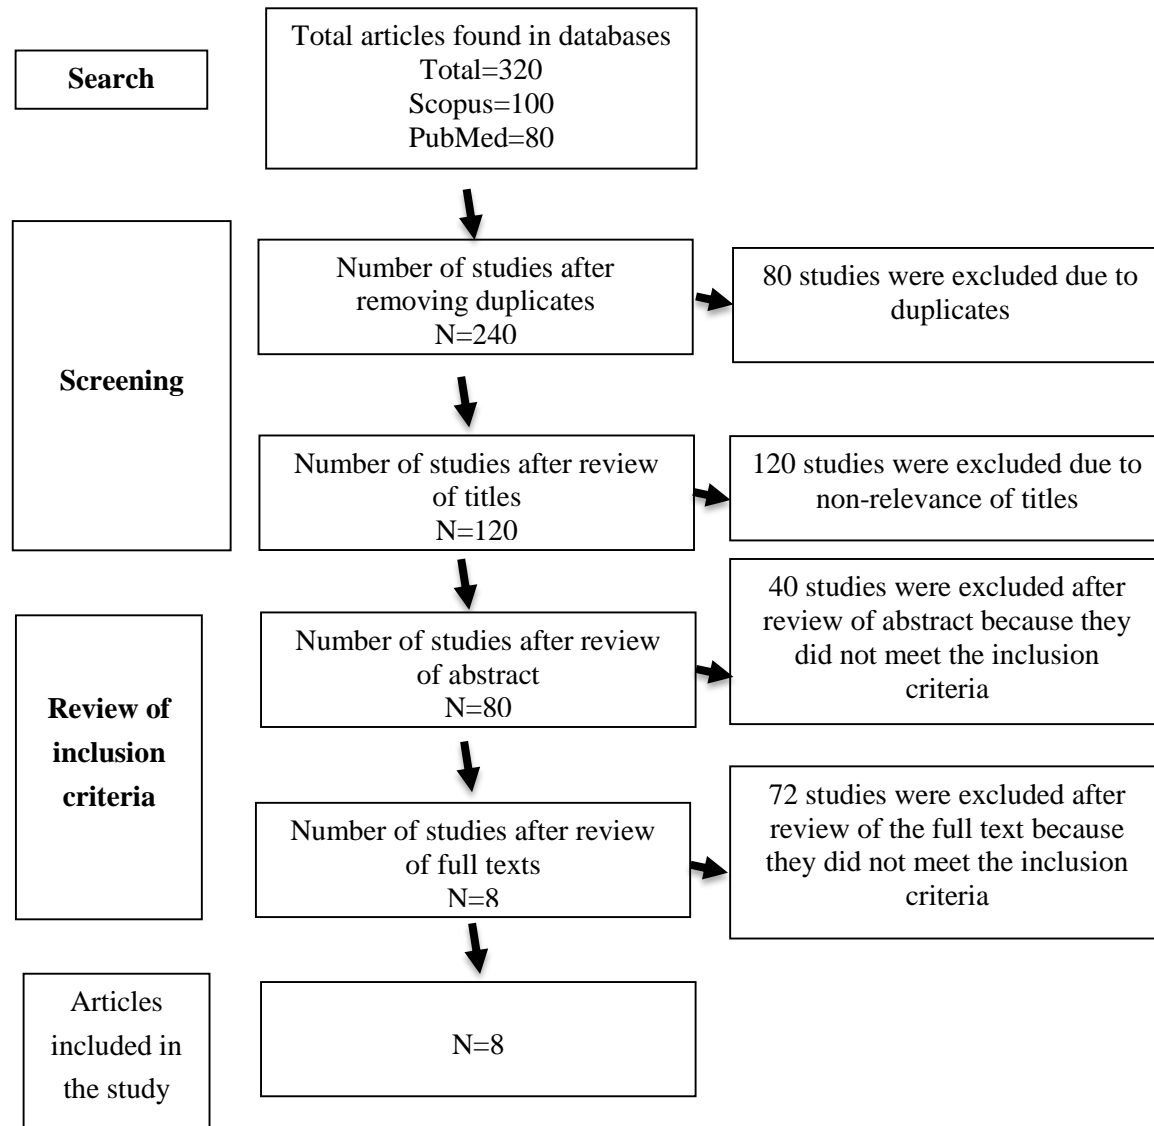 Search
Total articles found in databases
Total=320
Scopus=100
PubMed=80
Screening
Number of studies after
removing duplicates
N=240
80 studies were excluded due to
duplicates
Number of studies after review
of titles
N=120
120 studies were excluded due to
non-relevance of titles
Review of
inclusion
criteria
Number of studies after review
of abstract
N=80
40 studies were excluded after
review of abstract because they
did not meet the inclusion
criteria
Number of studies after review
of full texts
N=8
72 studies were excluded after
review of the full text because
they did not meet the inclusion
criteria
Articles
included in
the study
N=8